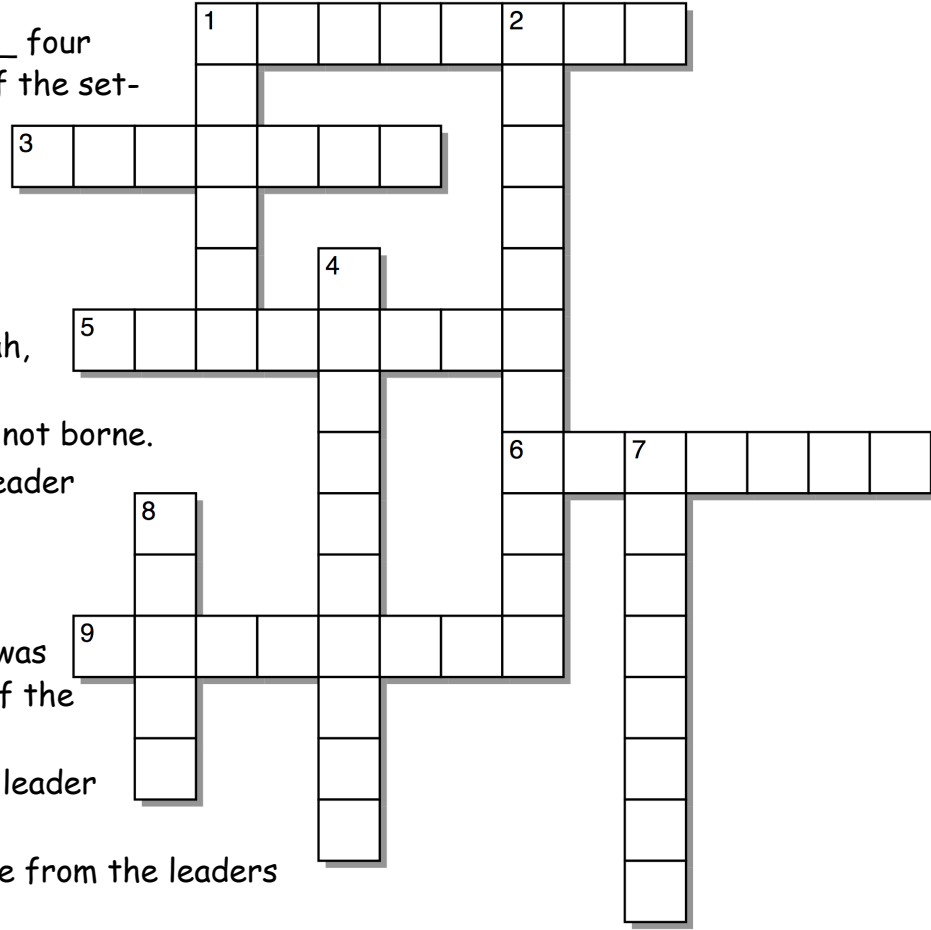 1
2
_ four
f the set-
3
4
5
h,
not borne.
6
7
eader
8
9
was
f the
leader
e from the leaders